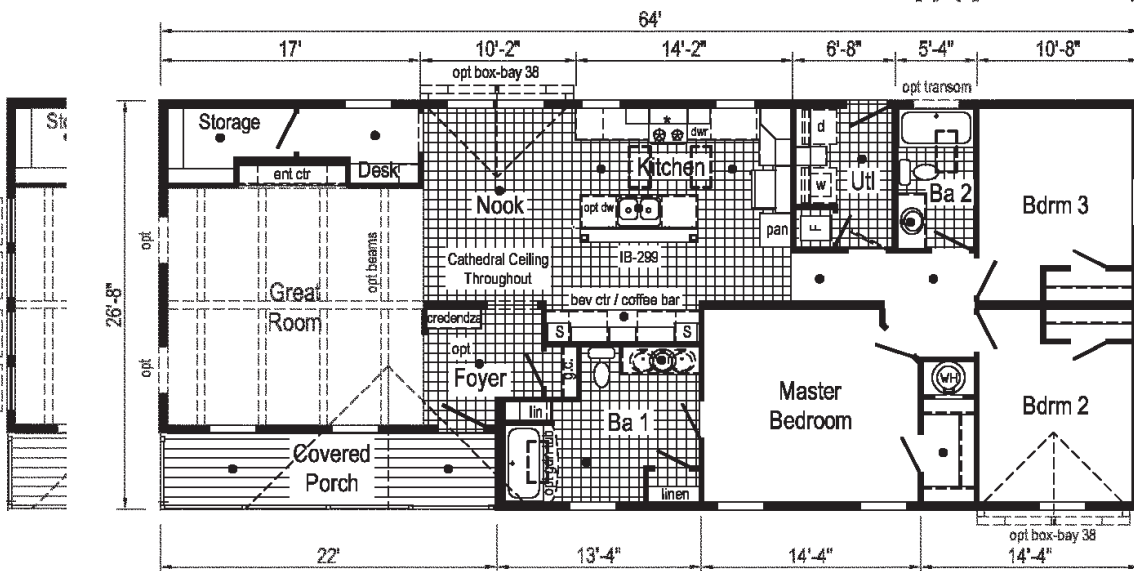 64'
17'
10'-2"
14'-2"
6'-8"
5'-4"
10'-8"
opt box-bay 38
opt transom
Storage
ent ctr
Desk
Nook
Kitchen
dwr
opt dw
IB-299
pan
d
w
F
Utl
Ba 2
Bdrm 3
26'-8"
opt
opt
opt beams
Great
Room
Cathedral Ceiling
Throughout
bev ctr / coffee bar
S
S
credendza
opt
Foyer
g.c.
lin
Ba 1
linen
Master
Bedroom
WH
Bdrm 2
Covered
Porch
opt box-bay 38
22'
13'-4"
14'-4"
14'-4"